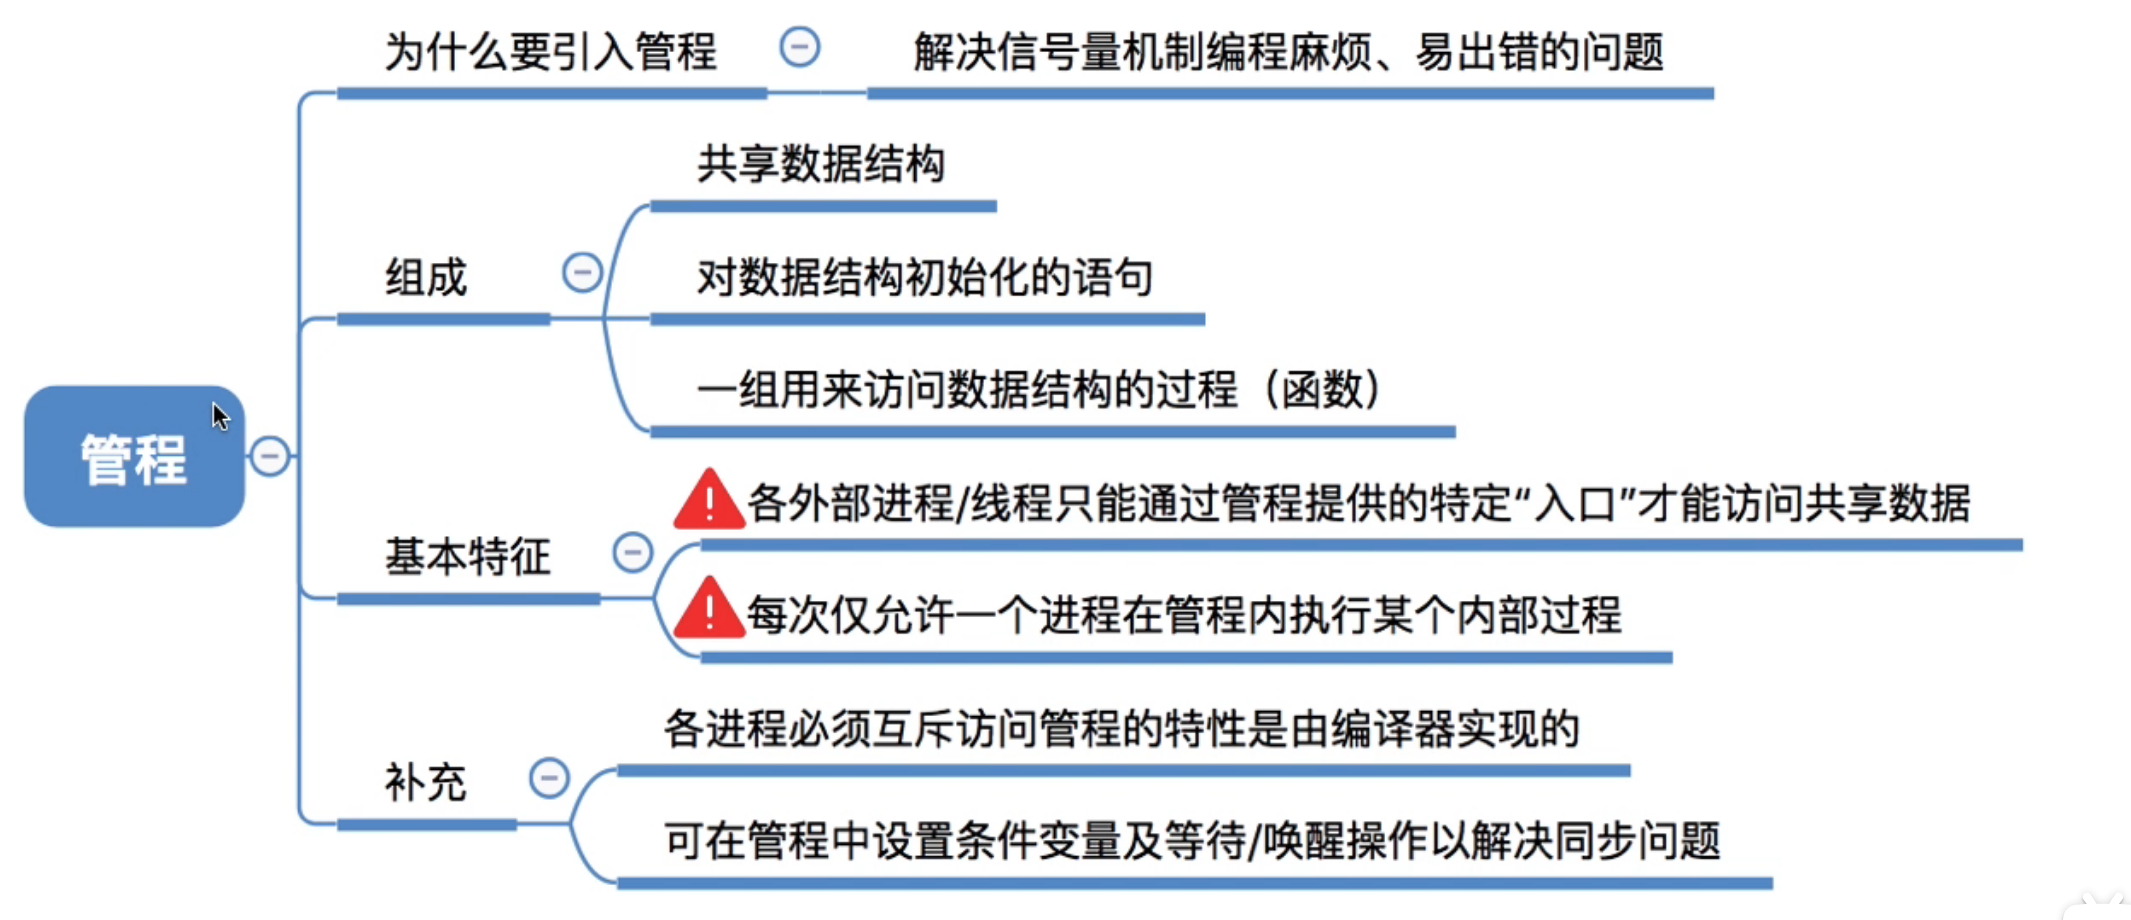 为什么要引入管程
解决信号量机制编程麻烦、易出错的问题
共享数据结构
组成
对数据结构初始化的语句
一组用来访问数据结构的过程（函数）
管程
各外部进程/线程只能通过管程提供的特定“入口”才能访问共享数据
基本特征
每次仅允许一个进程在管程内执行某个内部过程
各进程必须互斥访问管程的特性是由编译器实现的
补充
可在管程中设置条件变量及等待/唤醒操作以解决同步问题